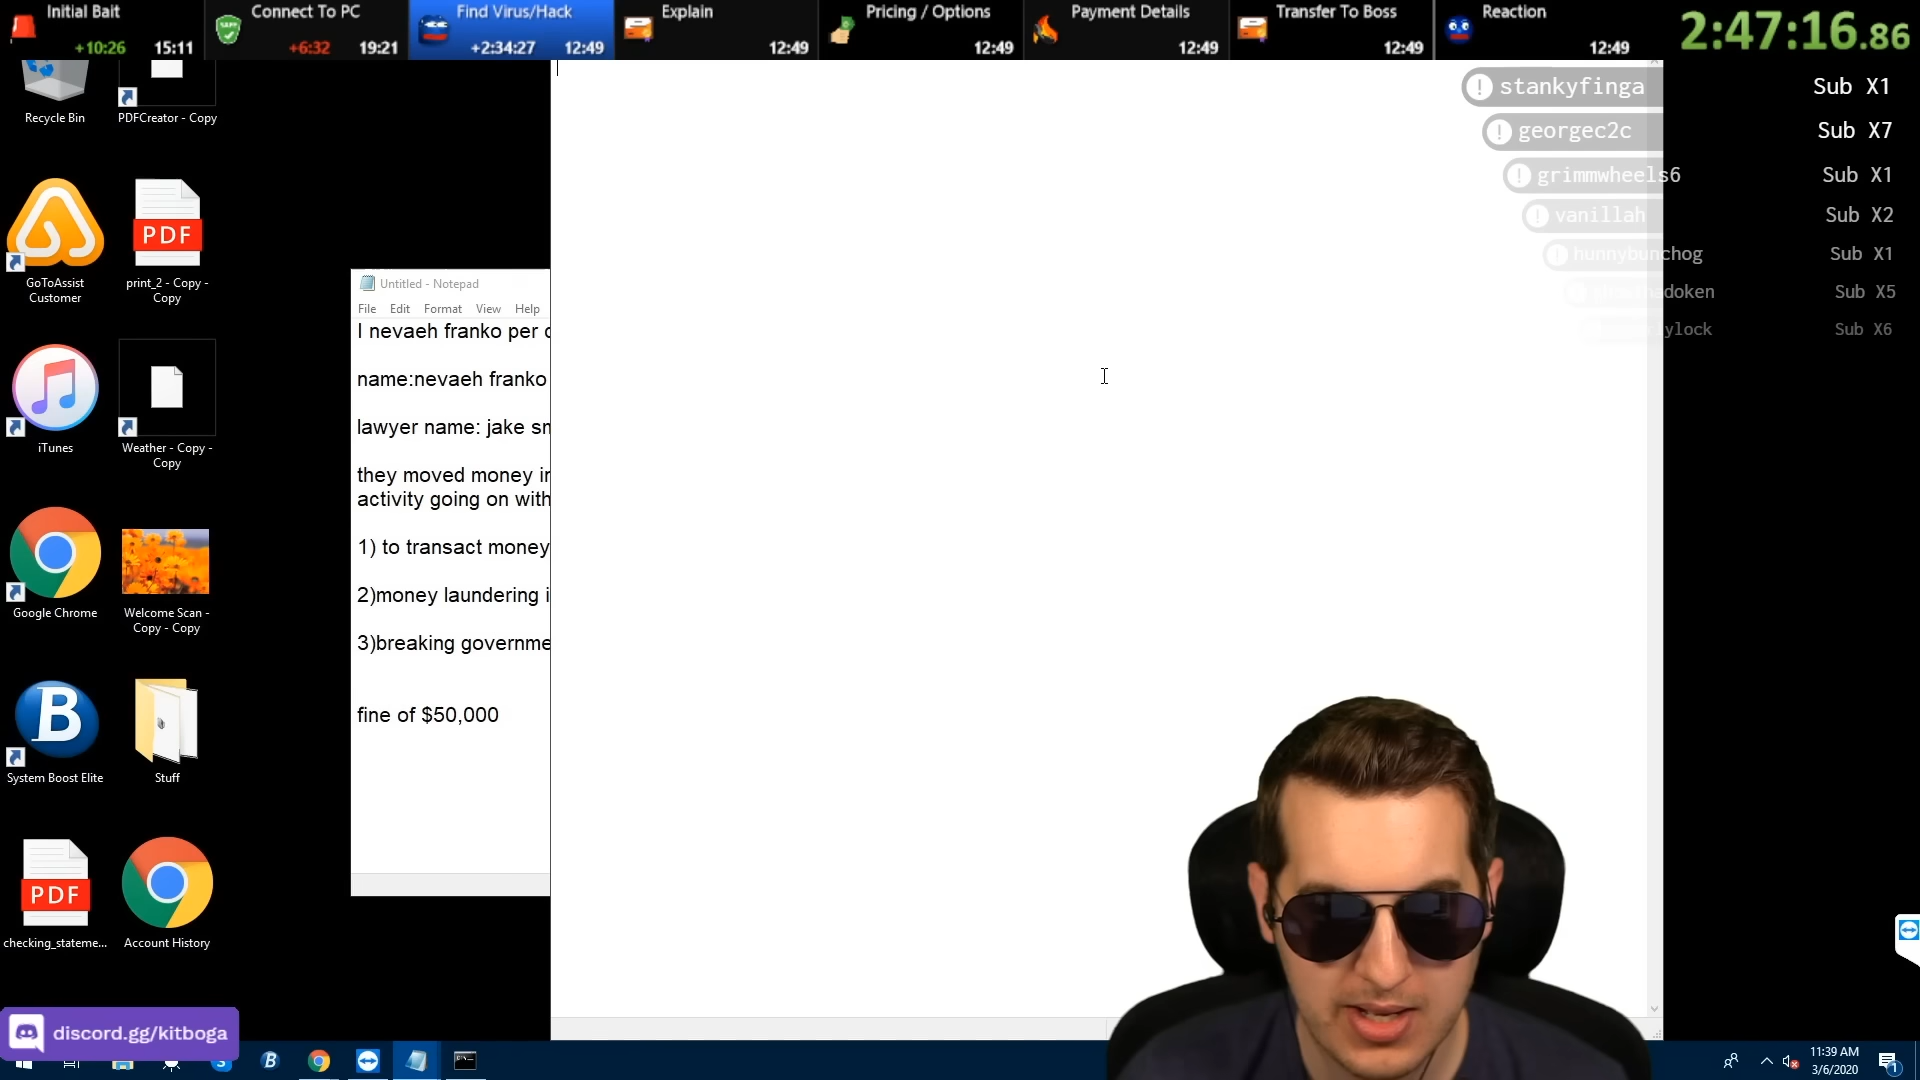 Initial Bait
+10:26 15:11
Connect To PC
+6:32 19:21
Find Virus/Hack
+2:34:27 12:49
Explain
12:49
Pricing / Options
12:49
Payment Details
12:49
Transfer To Boss
12:49
Reaction
12:49
2:47:16.86
stankyfinga Sub X1
georgec2c Sub X7
grimmwheels6 Sub X1
vanillah Sub X2
hunnybunchog Sub X1
Sub X5
Sub X6
Recycle Bin
PDFCreator - Copy
GoToAssist
Customer
PDF
print_2 - Copy -
Copy
iTunes
Weather - Copy -
Copy
Google Chrome
Welcome Scan -
Copy - Copy
B
System Boost Elite
Stuff
PDF
checking_stateme...
Account History
Untitled - Notepad
File Edit Format View Help
I nevaeh franko per
name:nevaeh franko
lawyer name: jake
they moved money
activity going on with
1) to transact money
2)money laundering
3)breaking
fine of $50,000
discord.gg/kitboga
11:39 AM
3/6/2020